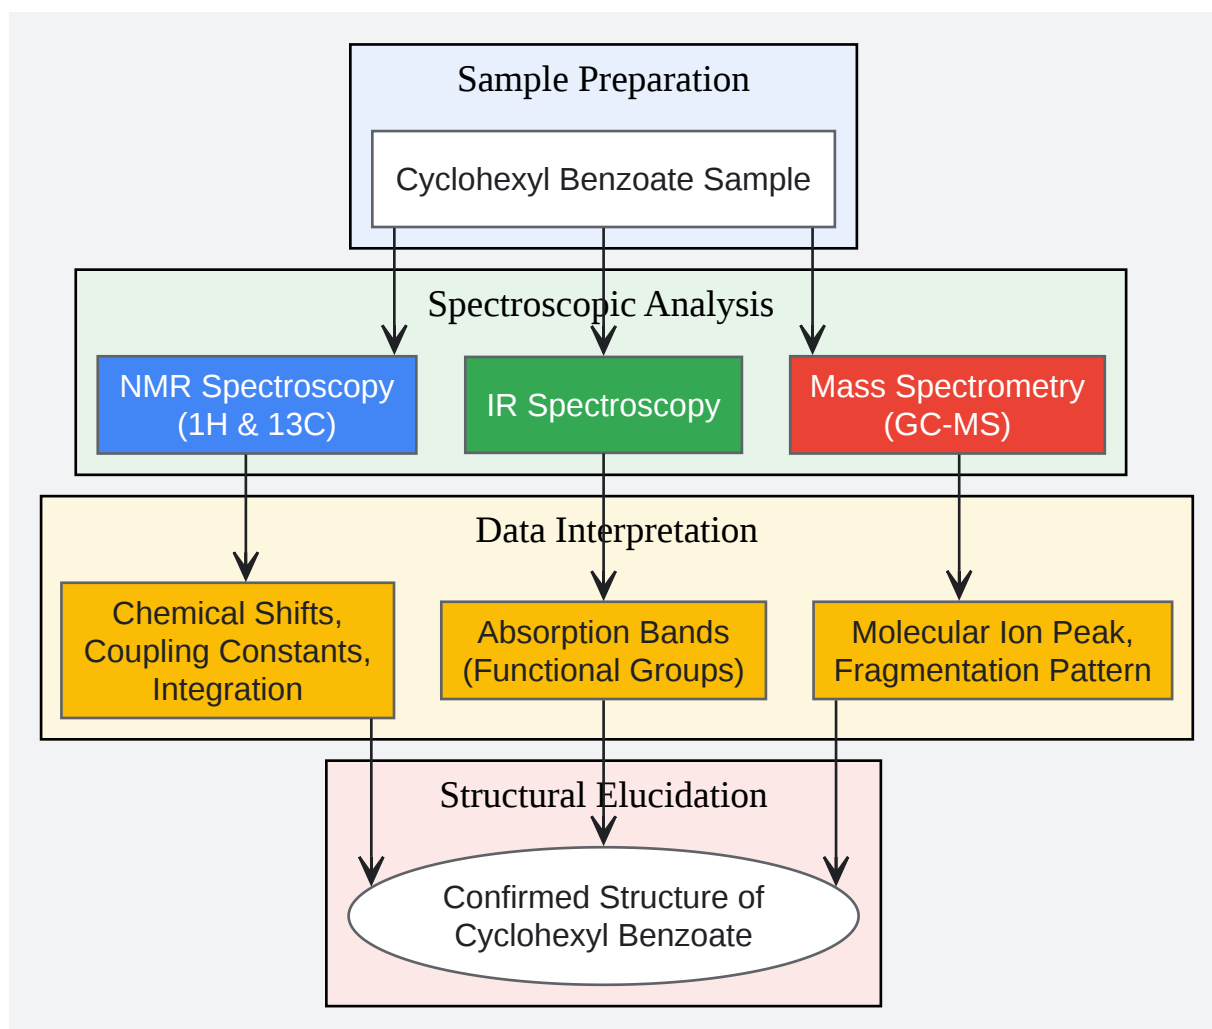 Sample Preparation
Cyclohexyl Benzoate Sample
Spectroscopic Analysis
NMR Spectroscopy
(1H & 13C)
IR Spectroscopy
Mass Spectrometry
(GC-MS)
Data Interpretation
Chemical Shifts,
Coupling Constants,
Integration
Absorption Bands
(Functional Groups)
Molecular Ion Peak,
Fragmentation Pattern
Structural Elucidation
Confirmed Structure of
Cyclohexyl Benzoate